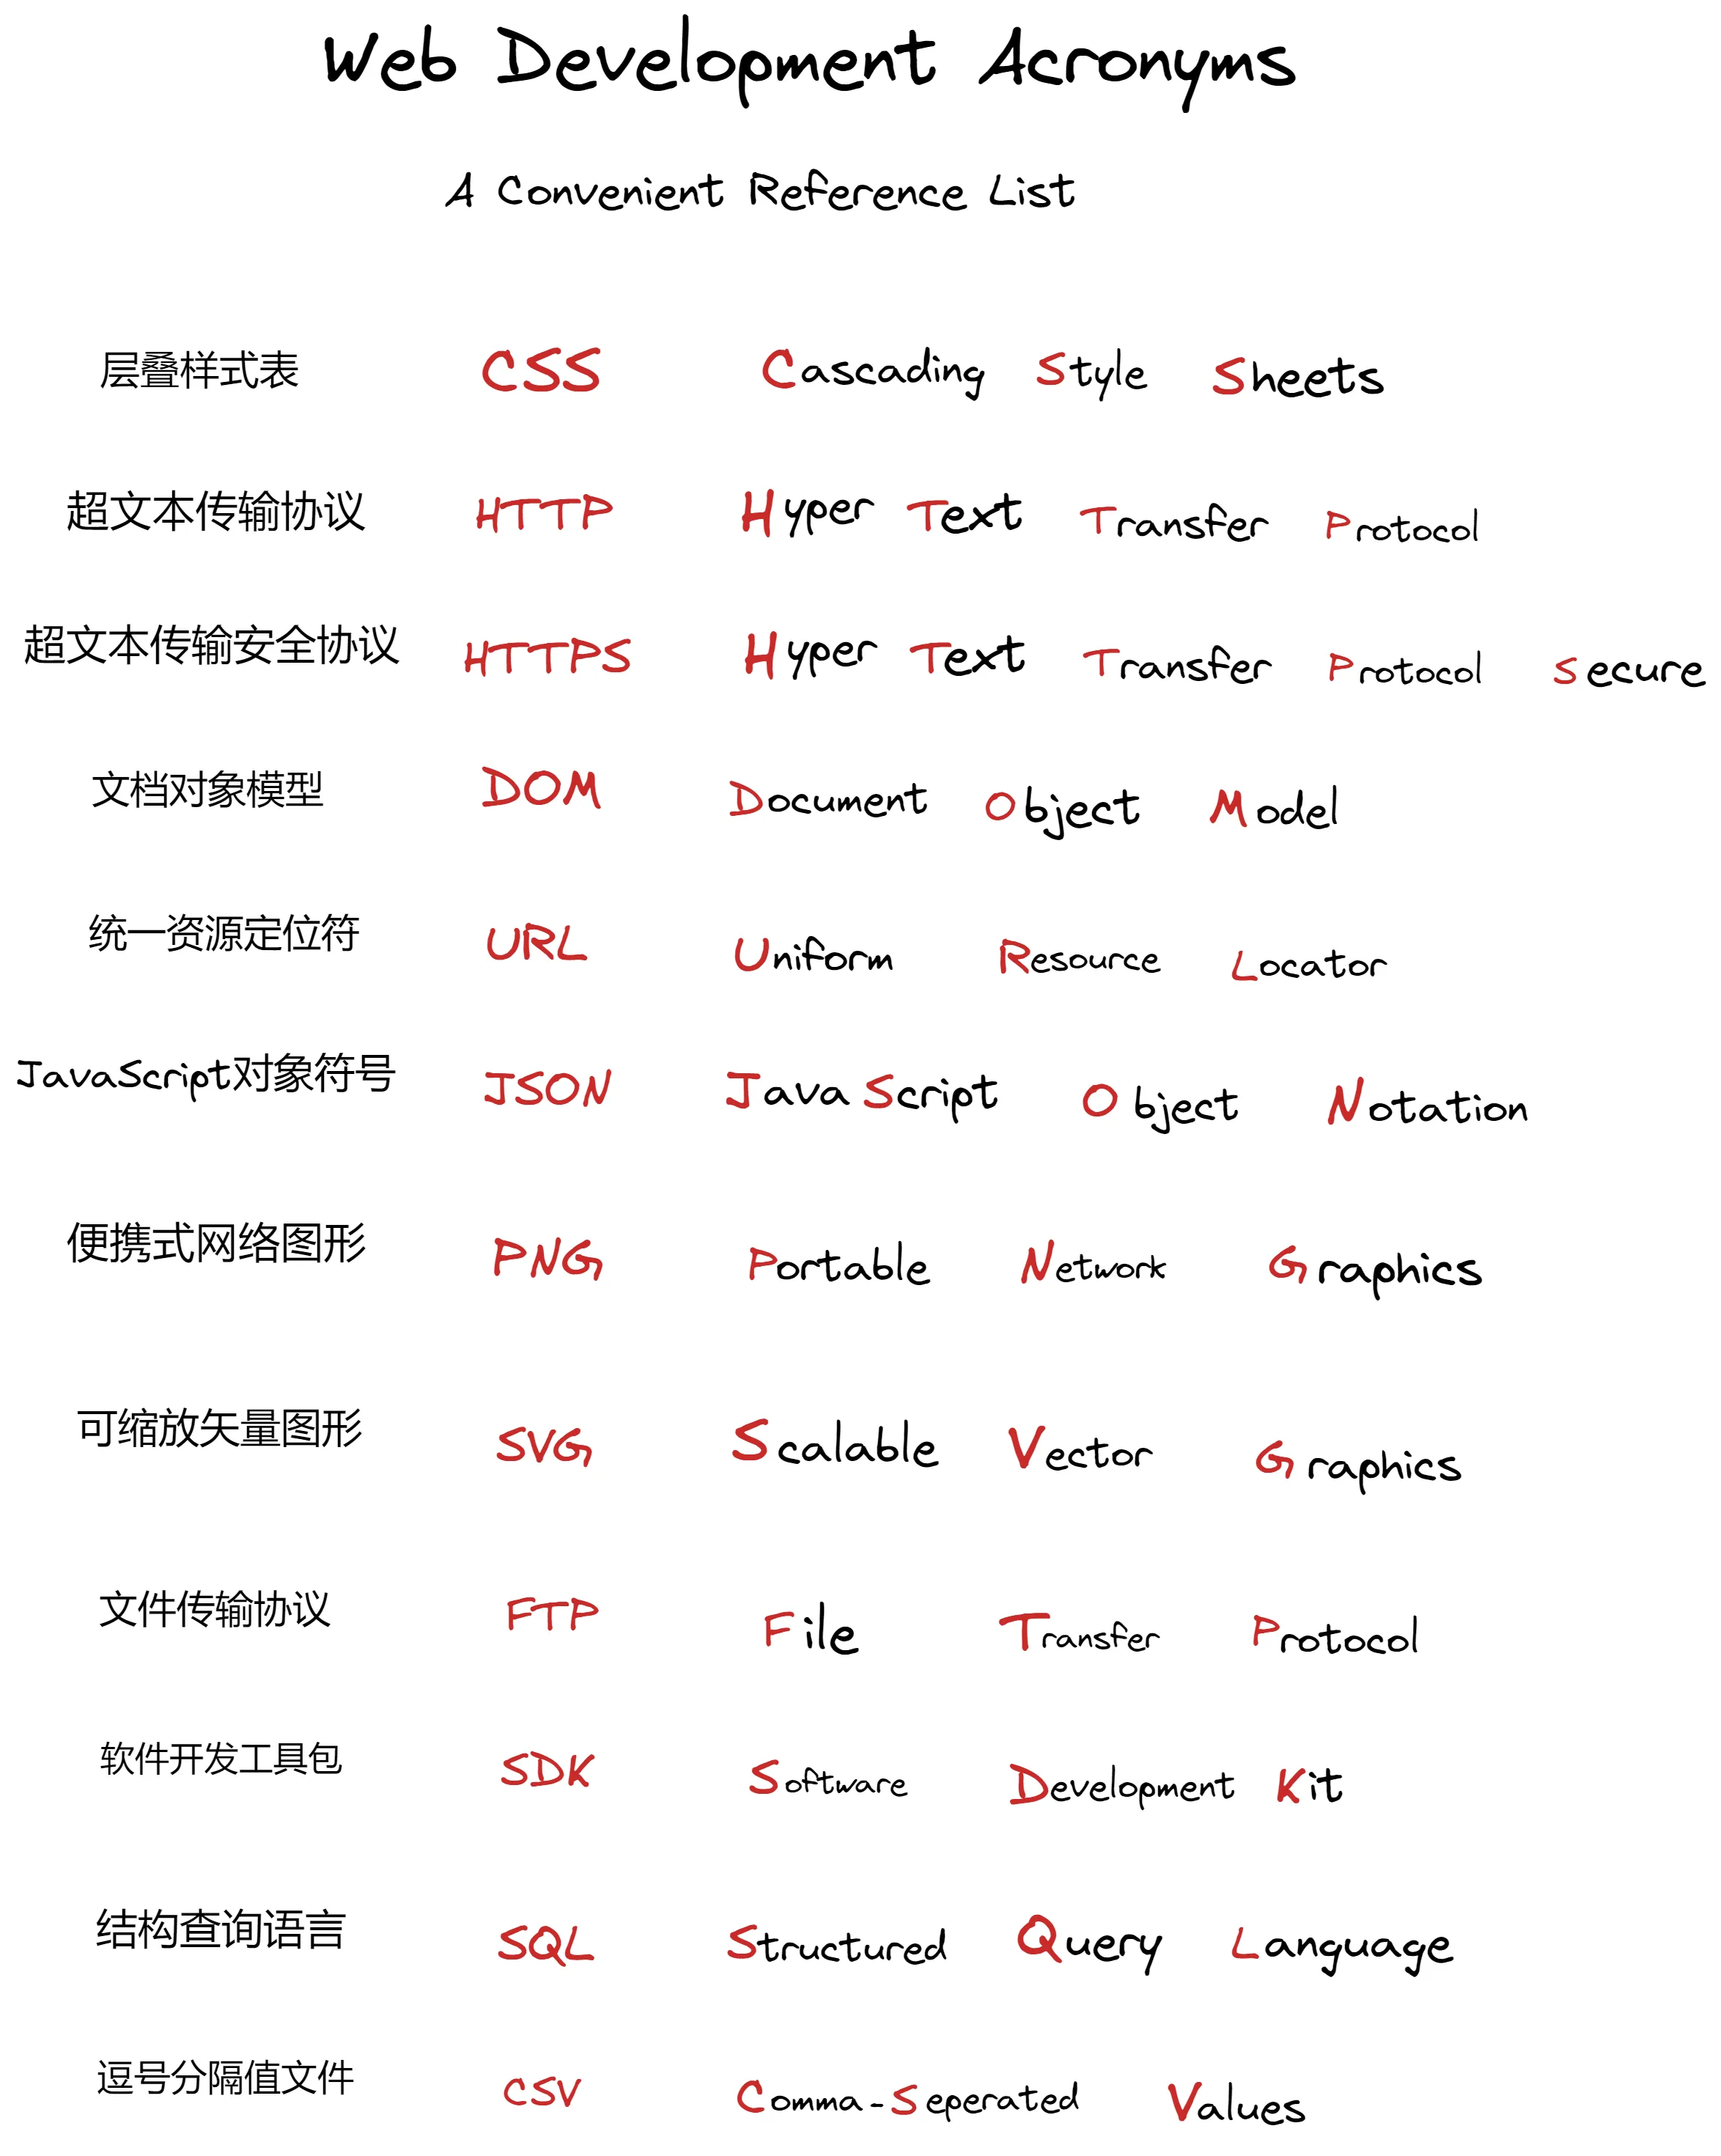 Web Development Acronyms
A Convenient Reference List
层叠样式表 CSS Cascading Style Sheets
超文本传输协议 HTTP Hyper Text Transfer Protocol
超文本传输安全协议 HTTPS Hyper Text Transfer Protocol Secure
文档对象模型 DOM Document Object Model
统一资源定位符 URL Uniform Resource Locator
JavaScript对象符号 JSON JavaScript Object Notation
便携式网络图形 PNG Portable Network Graphics
可缩放矢量图形 SVG Scalable Vector Graphics
文件传输协议 FTP File Transfer Protocol
软件开发工具包 SDK Software Development Kit
结构查询语言 SQL Structured Query Language
逗号分隔值文件 CSV Comma-Seperated Values